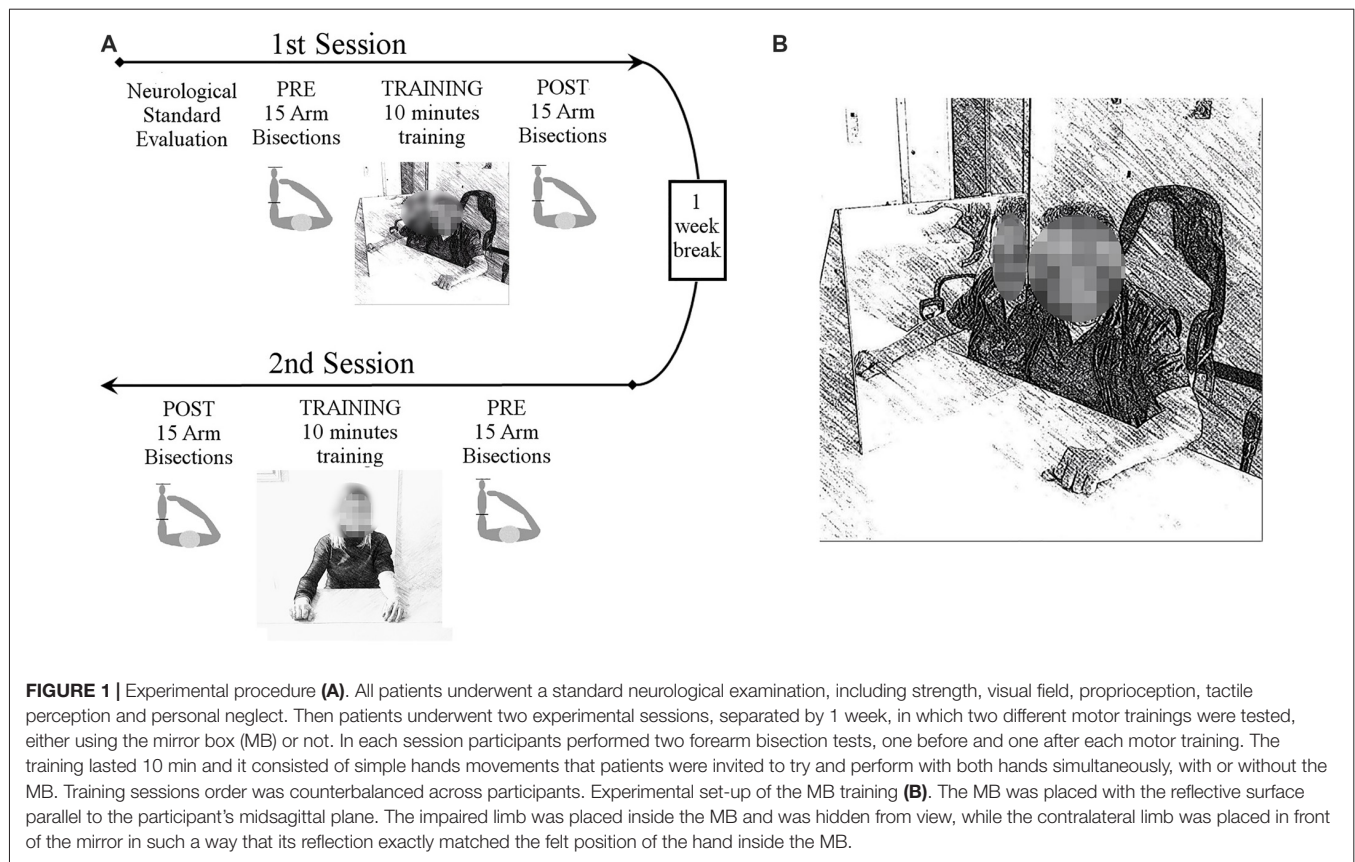 A
1st Session
Neurological
Standard
Evaluation
PRE
15 Arm
Bisections
TRAINING
10 minutes
training
POST
15 Arm
Bisections
1
week
break
2nd Session
POST
15 Arm
Bisections
TRAINING
10 minutes
training
PRE
15 Arm
Bisections
B
FIGURE 1 | Experimental procedure (A). All patients underwent a standard neurological examination, including strength, visual field, proprioception, tactile
perception and personal neglect. Then patients underwent two experimental sessions, separated by 1 week, in which two different motor trainings were tested,
either using the mirror box (MB) or not. In each session participants performed two forearm bisection tests, one before and one after each motor training. The
training lasted 10 min and it consisted of simple hands movements that patients were invited to try and perform with both hands simultaneously, with or without the
MB. Training sessions order was counterbalanced across participants. Experimental set-up of the MB training (B). The MB was placed with the reflective surface
parallel to the participant's midsagittal plane. The impaired limb was placed inside the MB and was hidden from view, while the contralateral limb was placed in front
of the mirror in such a way that its reflection exactly matched the felt position of the hand inside the MB.